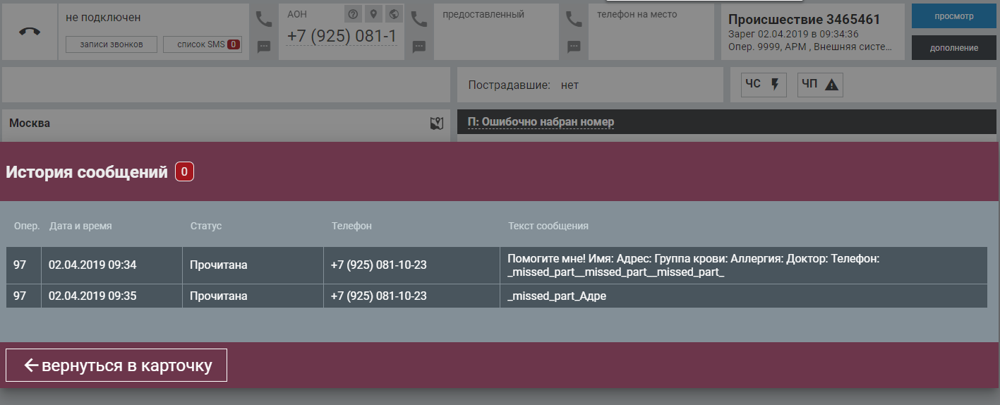 не подключен
записи звонков
список SMS 0
АОН
+7 (925) 081-1
предоставленный
телефон на место
Происшествие 3465461
Зарег 02.04.2019 в 09:34:36
Опер. 9999, АРМ , Внешняя систе...
просмотр
дополнение
Пострадавшие: нет
ЧС
ЧП
Москва
П: Ошибочно набран номер
История сообщений 0
Опер. Дата и время Статус Телефон Текст сообщения
97 02.04.2019 09:34 Прочитана +7 (925) 081-10-23 Помогите мне! Имя: Адрес: Группа крови: Аллергия: Доктор: Телефон:
_missed_part__missed_part__missed_part_
97 02.04.2019 09:35 Прочитана +7 (925) 081-10-23 _missed_part_Адре
вернуться в карточку